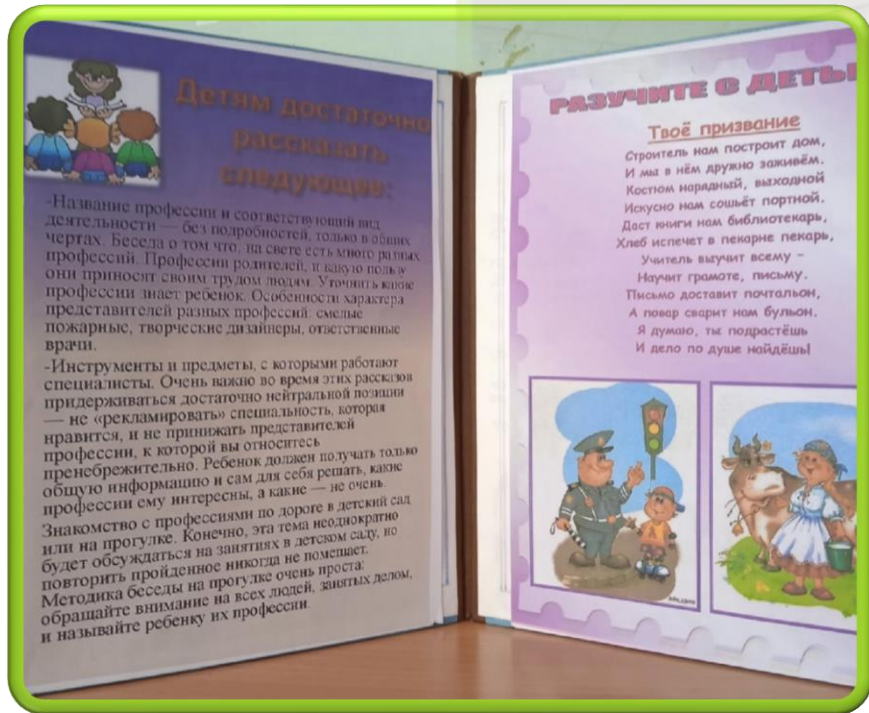 Детям достаточно
рассказать
следующее:
-Название профессии и соответствующий вид
деятельности — без подробностей, только в общих
чертах. Беседа о том что, на свете есть много разных
профессий. Профессии родителей, и какую пользу
они приносят своим трудом людям. Уточнить какие
профессии знает ребенок. Особенности характера
представителей разных профессий: смелые
пожарные, творческие дизайнеры, ответственные
врачи.
-Инструменты и предметы, с которыми работают
специалисты. Очень важно во время этих рассказов
придерживаться достаточно нейтральной позиции
— не «рекламировать» специальность, которая
нравится, и не принижать представителей
профессии, к которой вы относитесь
пренебрежительно. Ребенок должен получать только
общую информацию и сам для себя решать, какие
профессии ему интересны, а какие — не очень.
Знакомство с профессиями по дороге в детский сад
или на прогулке. Конечно, эта тема неоднократно
будет обсуждаться на занятиях в детском саду, но
повторить пройденное никогда не помешает.
Методика беседы на прогулке очень проста:
обращайте внимание на всех людей, занятых делом,
и называйте ребенку их профессии.
РАЗУЧИТЕ С ДЕТЬ
Твоё призвание
Строитель нам построит дом,
И мы в нём дружно заживём.
Костюм нарядный, выходной
Искусно нам сошьёт портной.
Даст книги нам библиотекарь,
Хлеб испечет в пекарне пекарь,
Учитель выучит всему –
Научит грамоте, письму.
Письмо доставит почтальон,
А повар сварит нам бульон.
Я думаю, ты подрастёшь
И дело по душе найдёшь!